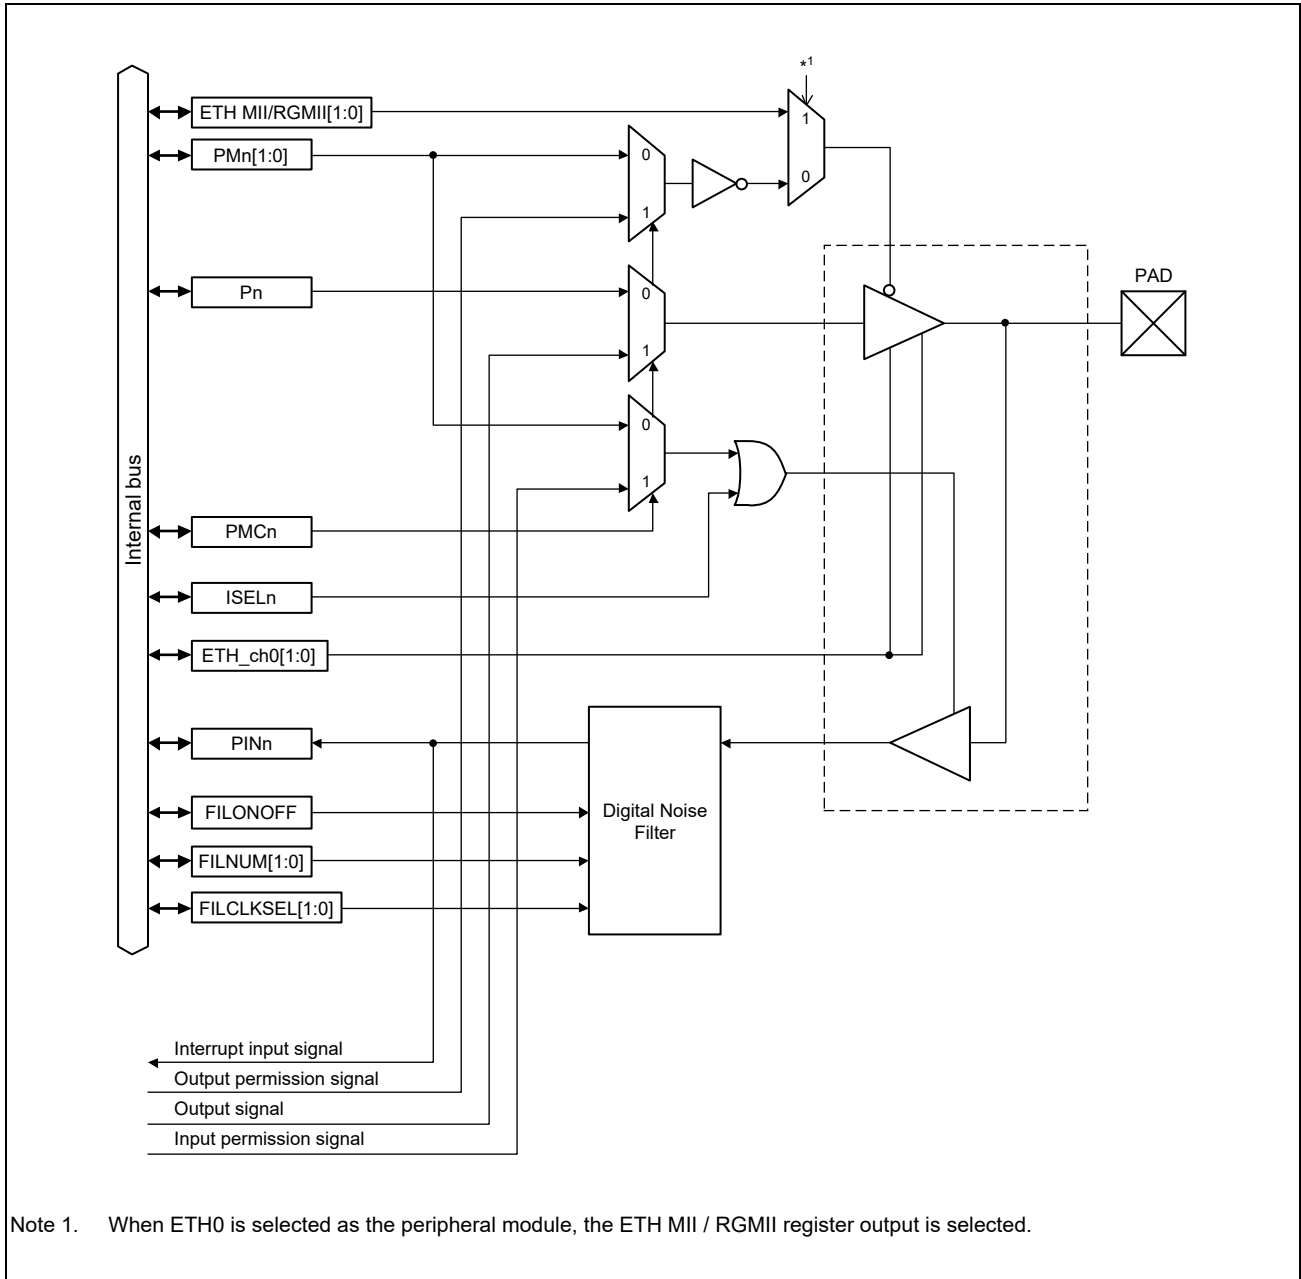 *1
ETH MII/RGMII[1:0]
1
PMn[1:0]
0
0
1
PAD
Pn
0
1
0
Internal bus
1
PMCn
ISELn
ETH_ch0[1:0]
PINn
FILONOFF
Digital Noise
Filter
FILNUM[1:0]
FILCLKSEL[1:0]
Interrupt input signal
Output permission signal
Output signal
Input permission signal
Note 1. When ETH0 is selected as the peripheral module, the ETH MII / RGMII register output is selected.